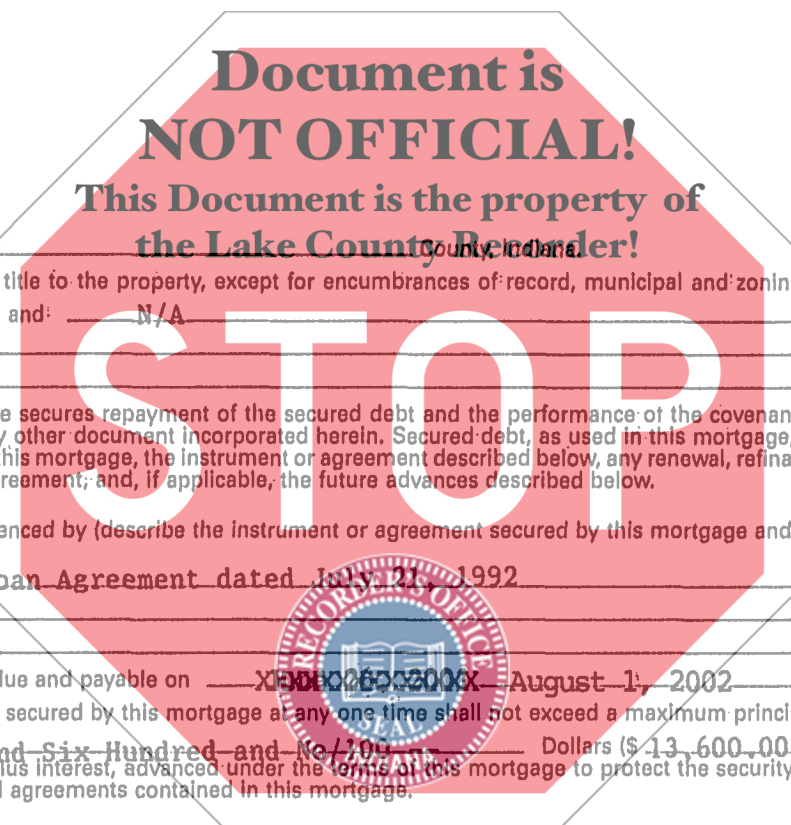 Document is
NOT OFFICIAL!
This Document is the property of
the Lake County Recorder!
County, Indiana.
title to the property, except for encumbrances of record, municipal and zonin
and: N/A
STOP
e secures repayment of the secured debt and the performance of the covenan
y other document incorporated herein. Secured debt, as used in this mortgage,
this mortgage, the instrument or agreement described below, any renewal, refina
reement; and, if applicable, the future advances described below.
enced by (describe the instrument or agreement secured by this mortgage and
oan Agreement dated July 21, 1992
RECORDER'S OFFICE
lue and payable on August 1, 2002
secured by this mortgage at any one time shall not exceed a maximum princi
SEAL
nd Six Hundred and No/100 Dollars ($ 13,600.00
INDIANA
lus interest, advanced under the terms of this mortgage to protect the security
l agreements contained in this mortgage.